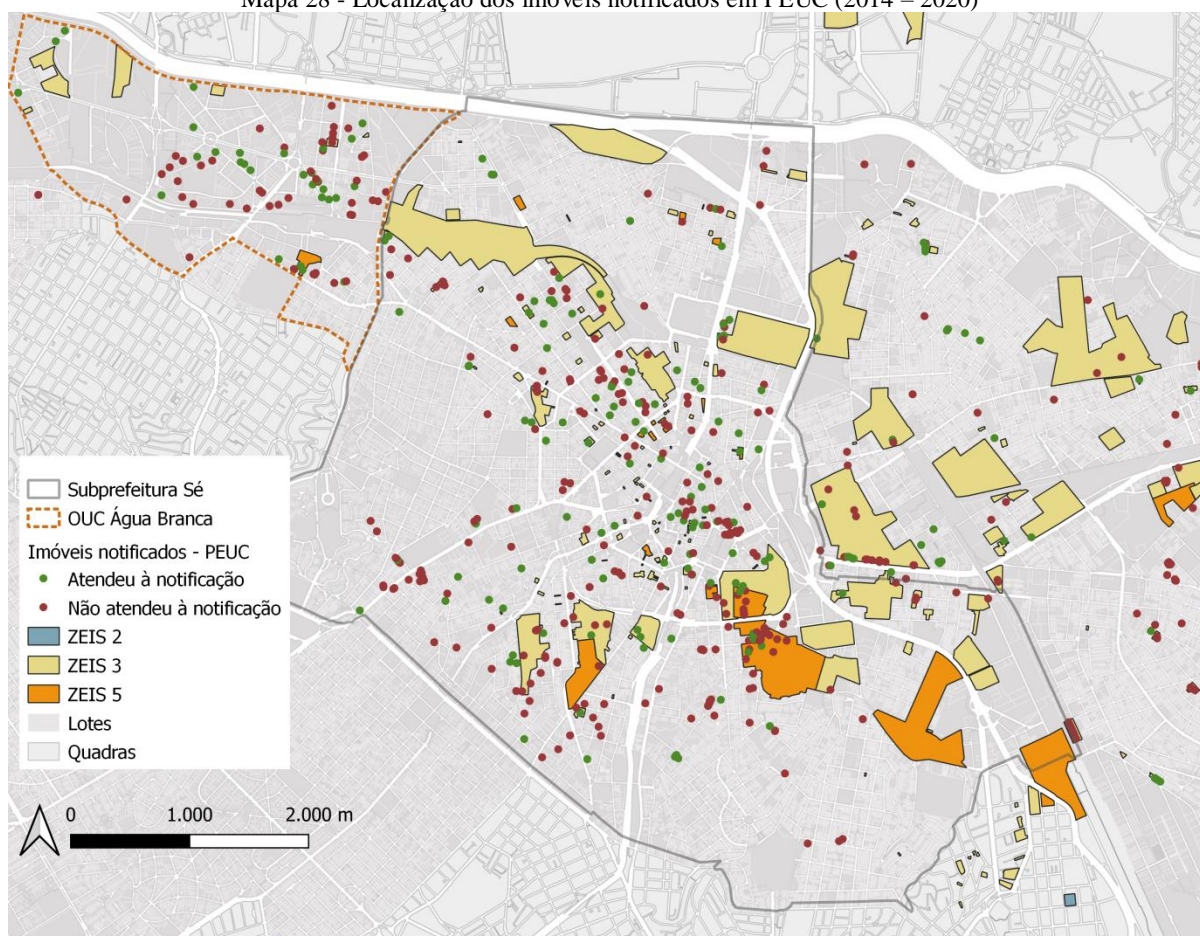 Mapa 28 - Localização dos imóveis notificados em PEUC (2014 – 2020)
Subprefeitura Sé
OUC Água Branca
Imóveis notificados - PEUC
Atendeu à notificação
Não atendeu à notificação
ZEIS 2
ZEIS 3
ZEIS 5
Lotes
Quadras
0 1.000 2.000 m